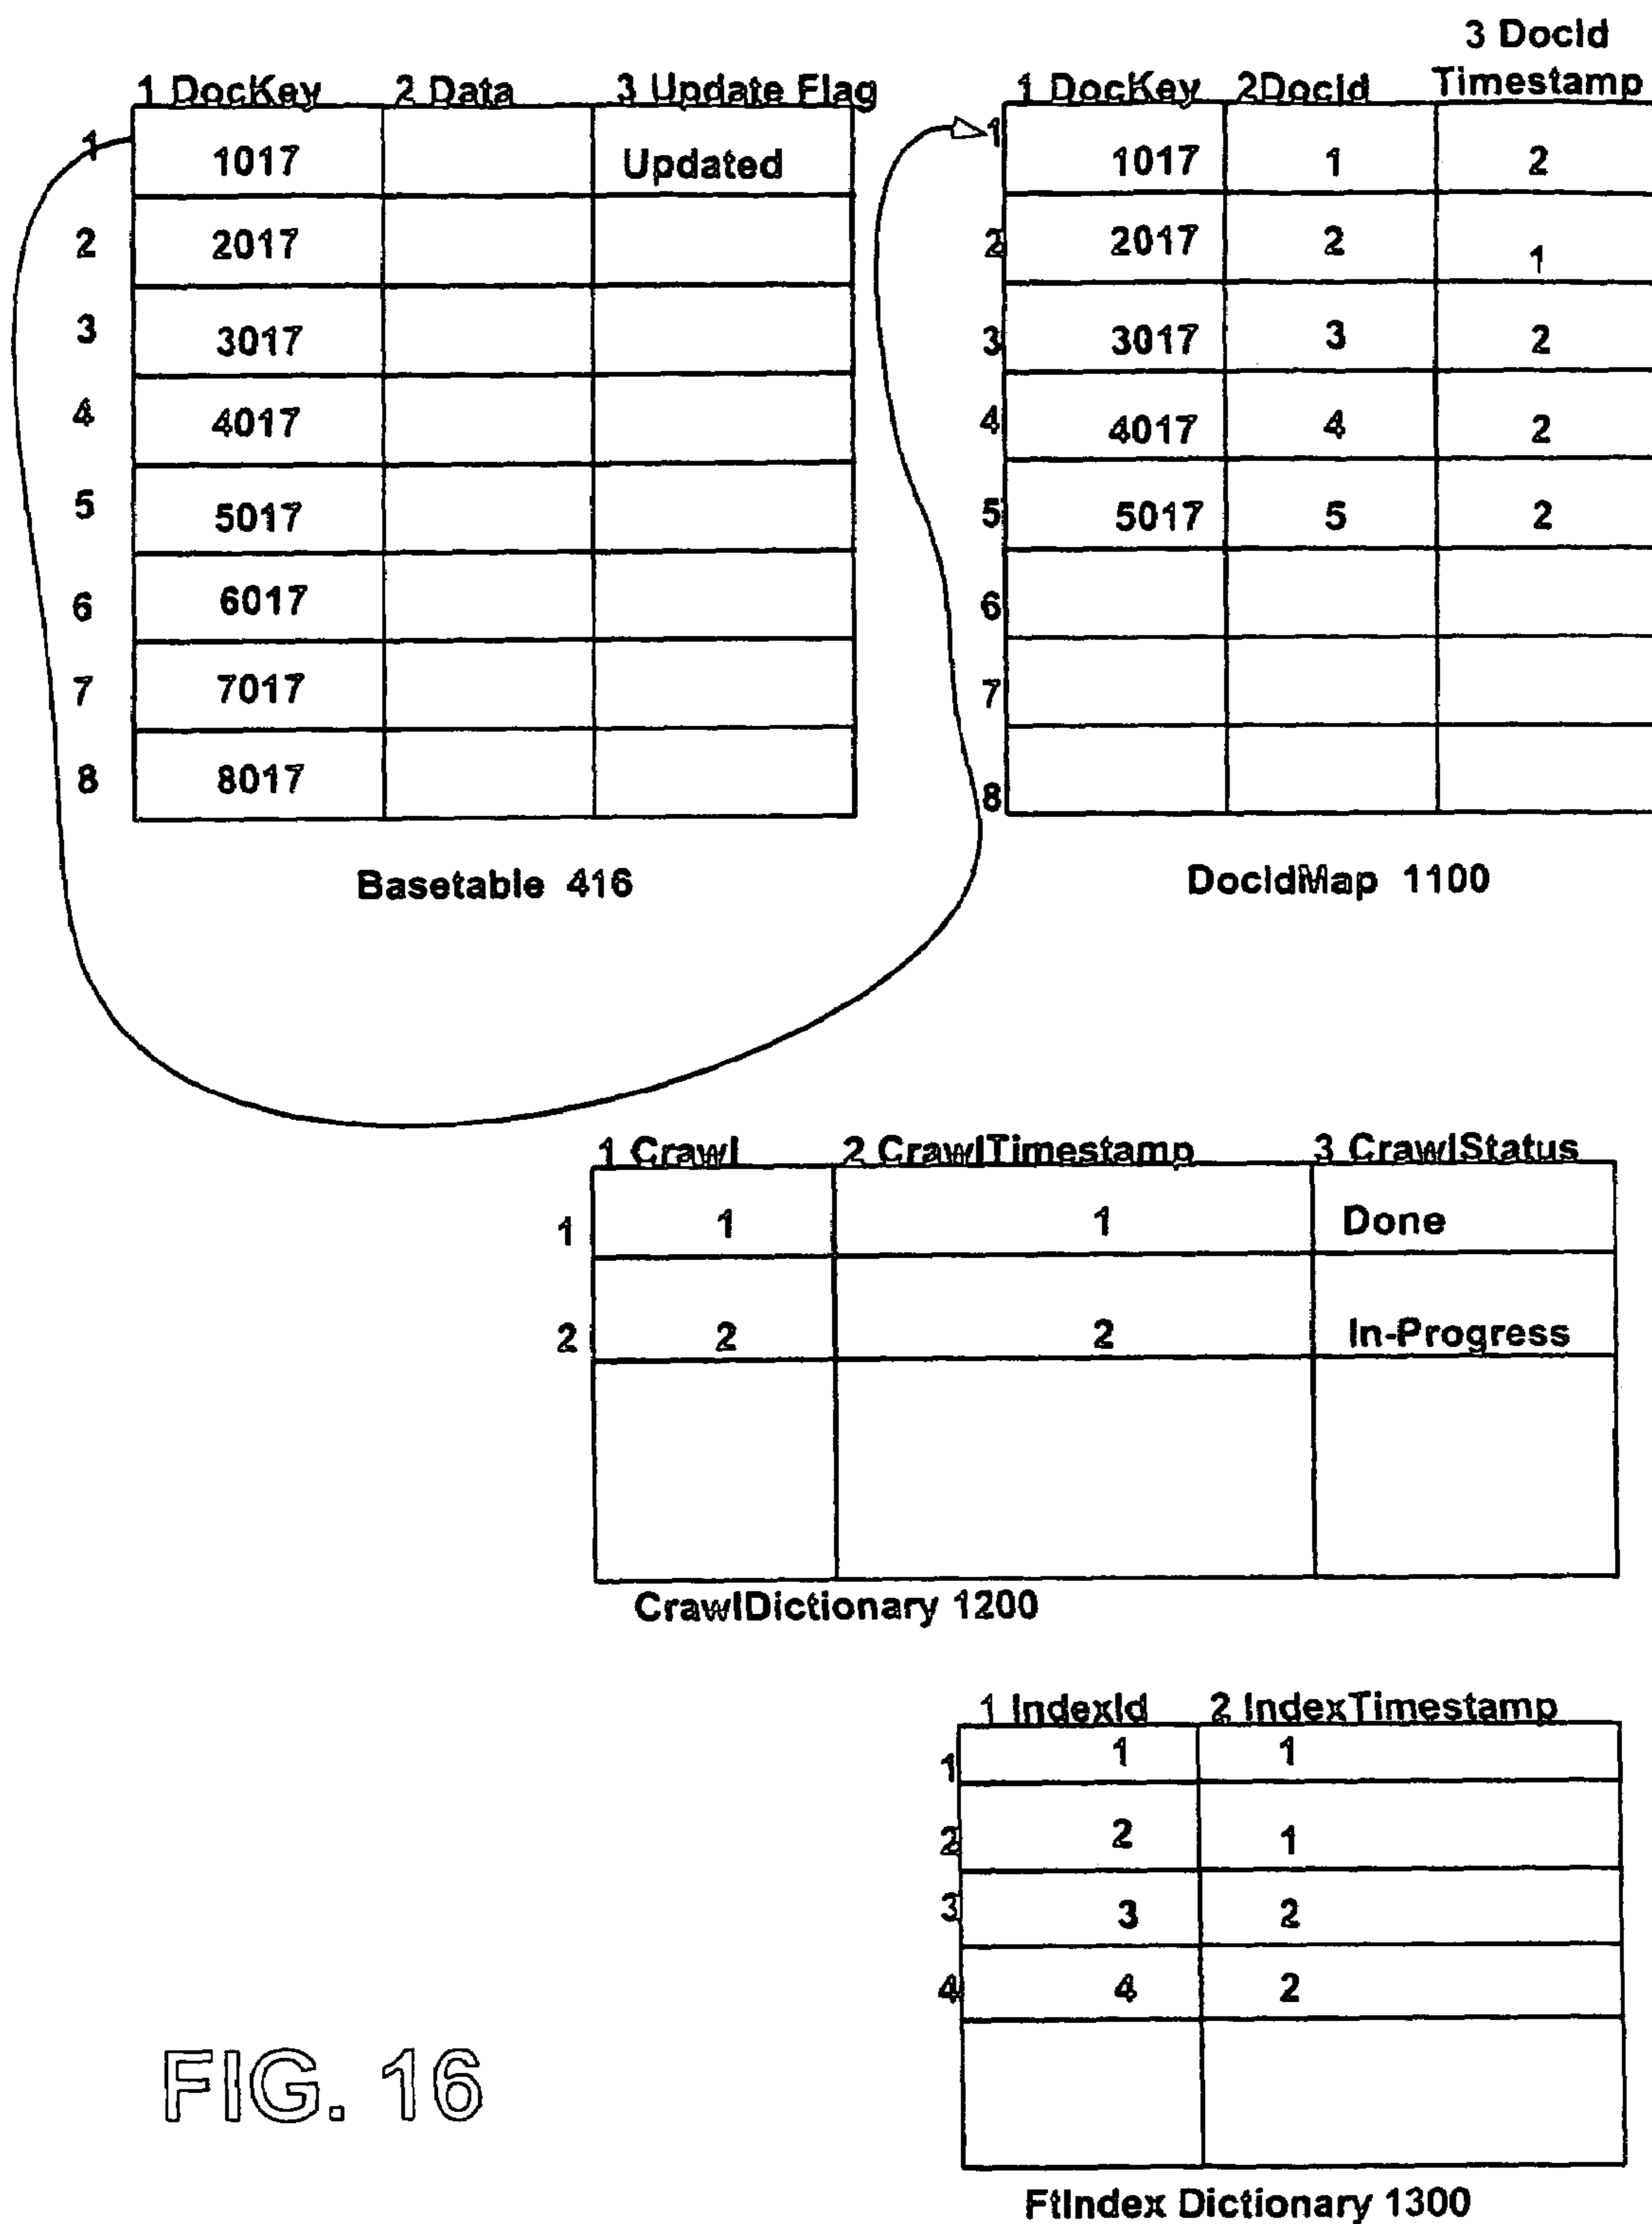 1 DocKey 2 Data 3 Update Flag
1 1017 Updated
2 2017
3 3017
4 4017
5 5017
6 6017
7 7017
8 8017
Basetable 416
3 DocId
1 DocKey 2DocId Timestamp
1 1017 1 2
2 2017 2 1
3 3017 3 2
4 4017 4 2
5 5017 5 2
6
7
8
DocIdMap 1100
1 Crawl 2 CrawlTimestamp 3 CrawlStatus
1 1 1 Done
2 2 2 In-Progress
CrawlDictionary 1200
1 IndexId 2 IndexTimestamp
1 1 1
2 2 1
3 3 2
4 4 2
FtIndex Dictionary 1300
FIG. 16